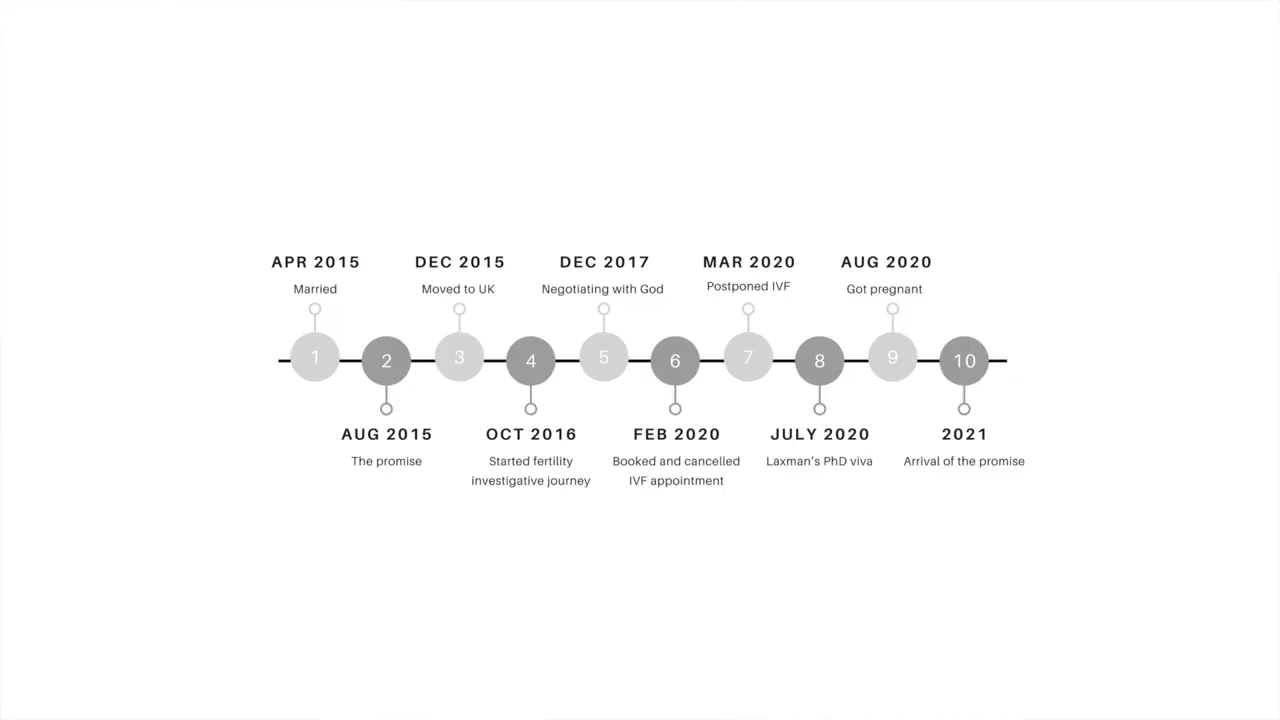 APR 2015
Married
DEC 2015
Moved to UK
DEC 2017
Negotiating with God
MAR 2020
Postponed IVF
AUG 2020
Got pregnant
1
2
3
4
5
6
7
8
9
10
AUG 2015
The promise
OCT 2016
Started fertility
investigative journey
FEB 2020
Booked and cancelled
IVF appointment
JULY 2020
Laxman's PhD viva
2021
Arrival of the promise